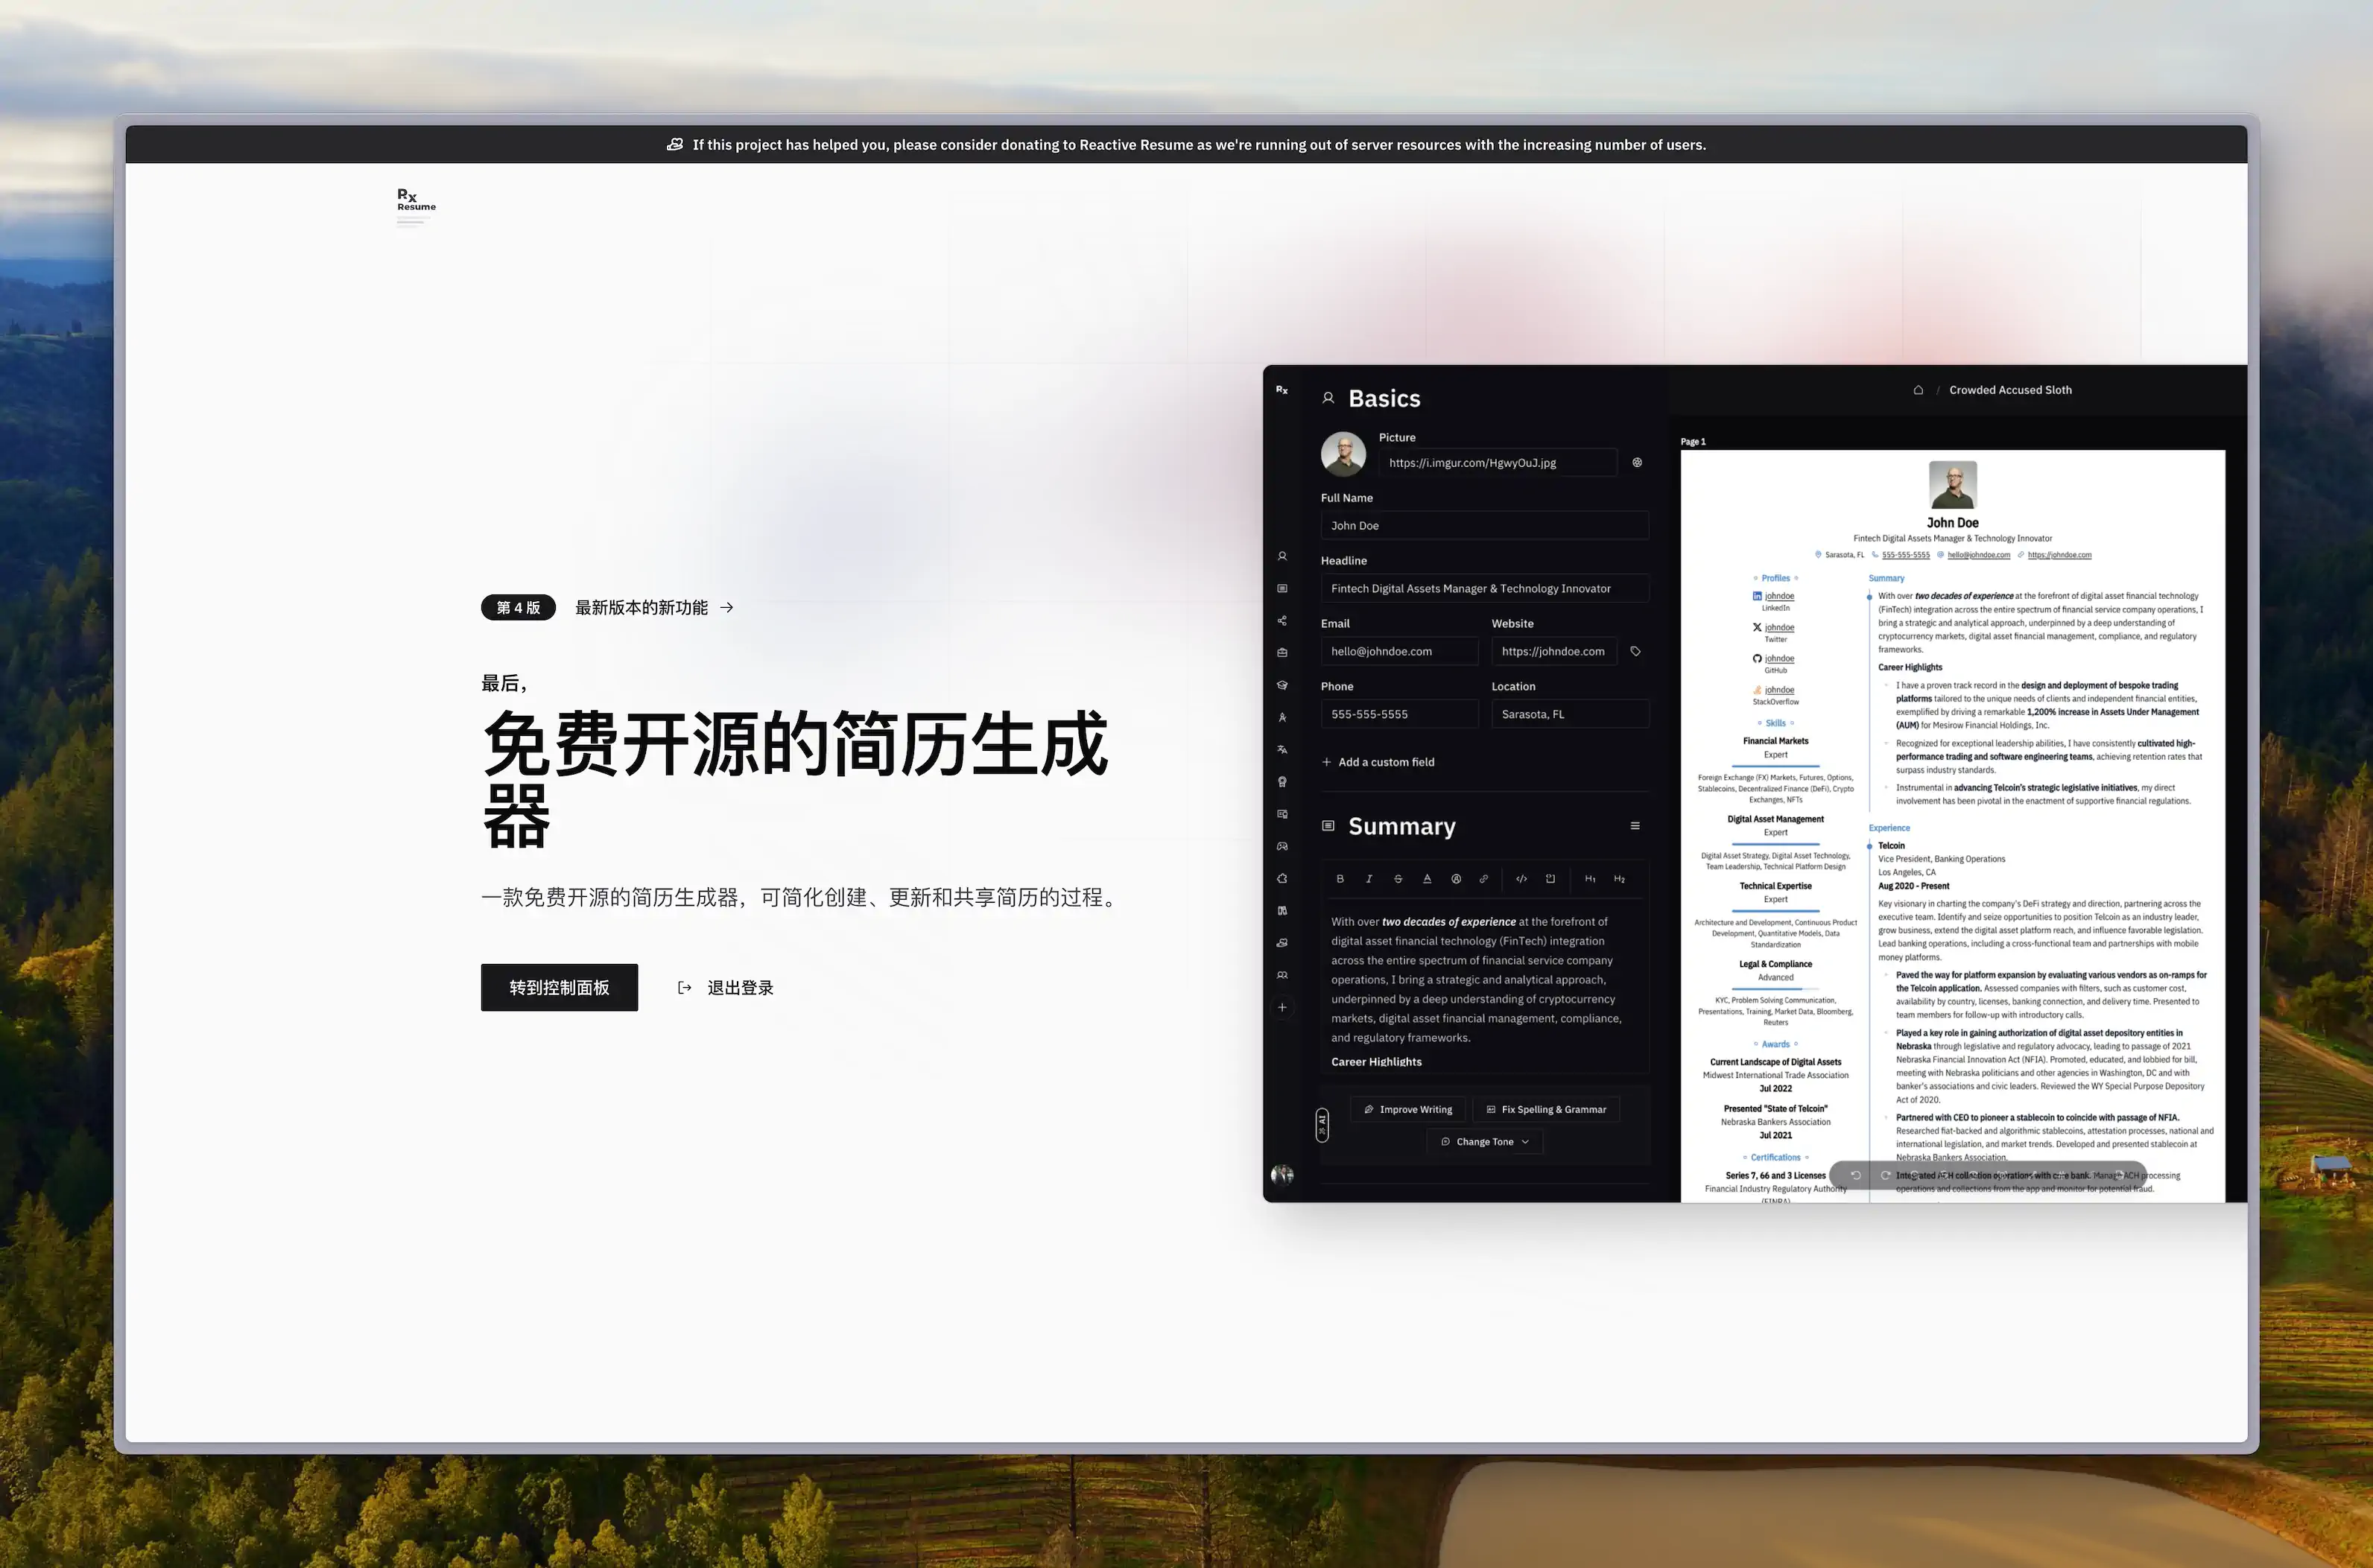 If this project has helped you, please consider donating to Reactive Resume as we're running out of server resources with the increasing number of users.
Rx
Resume
第 4 版
最新版本的新功能 →
最后，
免费开源的简历生成
器
一款免费开源的简历生成器，可简化创建、更新和共享简历的过程。
转到控制面板
退出登录
Rx
Basics
Picture
https://i.imgur.com/HgwyOuJ.jpg
Full Name
John Doe
Headline
Fintech Digital Assets Manager & Technology Innovator
Email
Website
hello@johndoe.com
https://johndoe.com
Phone
Location
555-555-5555
Sarasota, FL
+ Add a custom field
Summary
B I S A H₁ H₂
With over two decades of experience at the forefront of
digital asset financial technology (FinTech) integration
across the entire spectrum of financial service company
operations, I bring a strategic and analytical approach,
underpinned by a deep understanding of cryptocurrency
markets, digital asset financial management, compliance,
and regulatory frameworks.
Career Highlights
AI
Improve Writing
Fix Spelling & Grammar
Change Tone
/ Crowded Accused Sloth
Page 1
John Doe
Fintech Digital Assets Manager & Technology Innovator
Sarasota, FL 555-555-5555 hello@johndoe.com https://johndoe.com
Profiles
johndoe
LinkedIn
johndoe
Twitter
johndoe
GitHub
johndoe
StackOverflow
Skills
Financial Markets
Expert
Foreign Exchange (FX) Markets, Futures, Options,
Stablecoins, Decentralized Finance (DeFi), Crypto
Exchanges, NFTs
Digital Asset Management
Expert
Digital Asset Strategy, Digital Asset Technology,
Team Leadership, Technical Platform Design
Technical Expertise
Expert
Architecture and Development, Continuous Product
Development, Quantitative Models, Data
Standardization
Legal & Compliance
Advanced
KYC, Problem Solving Communication,
Presentations, Training, Market Data, Bloomberg,
Reuters
Awards
Current Landscape of Digital Assets
Midwest International Trade Association
Jul 2022
Presented "State of Telcoin"
Nebraska Bankers Association
Jul 2021
Certifications
Series 7, 66 and 3 Licenses
Financial Industry Regulatory Authority
(FINRA)
Summary
With over two decades of experience at the forefront of digital asset financial technology
(FinTech) integration across the entire spectrum of financial service company operations, I
bring a strategic and analytical approach, underpinned by a deep understanding of
cryptocurrency markets, digital asset financial management, compliance, and regulatory
frameworks.
Career Highlights
I have a proven track record in the design and deployment of bespoke trading
platforms tailored to the unique needs of clients and independent financial entities,
exemplified by driving a remarkable 1,200% increase in Assets Under Management
(AUM) for Mesirow Financial Holdings, Inc.
Recognized for exceptional leadership abilities, I have consistently cultivated high-
performance trading and software engineering teams, achieving retention rates that
surpass industry standards.
Instrumental in advancing Telcoin's strategic legislative initiatives, my direct
involvement has been pivotal in the enactment of supportive financial regulations.
Experience
Telcoin
Vice President, Banking Operations
Los Angeles, CA
Aug 2020 - Present
Key visionary in charting the company's DeFi strategy and direction, partnering across the
executive team. Identify and seize opportunities to position Telcoin as an industry leader,
grow business, extend the digital asset platform reach, and influence favorable legislation.
Lead banking operations, including a cross-functional team and partnerships with mobile
money platforms.
Paved the way for platform expansion by evaluating various vendors as on-ramps for
the Telcoin application. Assessed companies with filters, such as customer cost,
availability by country, licenses, banking connection, and delivery time. Presented to
team members for follow-up with introductory calls.
Played a key role in gaining authorization of digital asset depository entities in
Nebraska through legislative and regulatory advocacy, leading to passage of 2021
Nebraska Financial Innovation Act (NFIA). Promoted, educated, and lobbied for bill,
meeting with Nebraska politicians and other agencies in Washington, DC and with
banker's associations and civic leaders. Reviewed the WY Special Purpose Depository
Act of 2020.
Partnered with CEO to pioneer a stablecoin to coincide with passage of NFIA.
Researched fiat-backed and algorithmic stablecoins, attestation processes, national and
international legislation, and market trends. Developed and presented stablecoin at
Nebraska Bankers Association.
Integrated ACH collection operations with core bank. Manage ACH processing
operations and collections from the app and monitor for potential fraud.